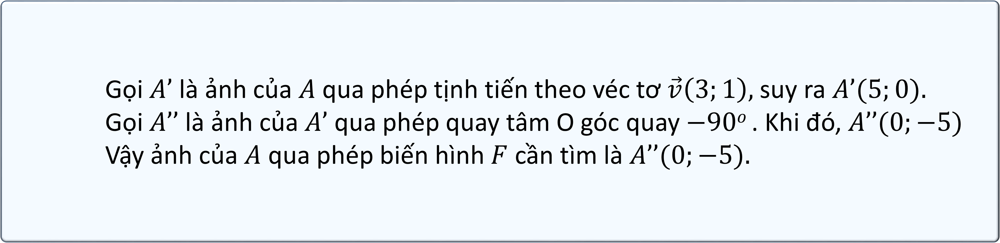 Gọi A’ là ảnh của A qua phép tịnh tiến theo véc tơ v⃗(3; 1), suy ra A’(5; 0).
Gọi A’’ là ảnh của A’ qua phép quay tâm O góc quay −90ᵒ . Khi đó, A’’(0; −5)
Vậy ảnh của A qua phép biến hình F cần tìm là A’’(0; −5).